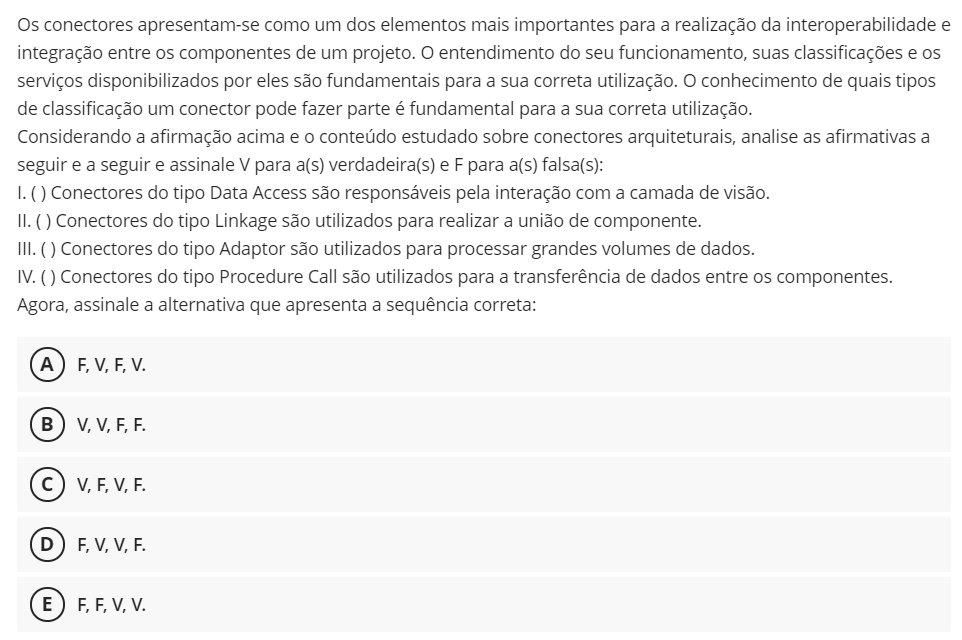 Os conectores apresentam-se como um dos elementos mais importantes para a realização da interoperabilidade e
integração entre os componentes de um projeto. O entendimento do seu funcionamento, suas classificações e os
serviços disponibilizados por eles são fundamentais para a sua correta utilização. O conhecimento de quais tipos
de classificação um conector pode fazer parte é fundamental para a sua correta utilização.
Considerando a afirmação acima e o conteúdo estudado sobre conectores arquiteturais, analise as afirmativas a
seguir e a seguir e assinale V para a(s) verdadeira(s) e F para a(s) falsa(s):
I. ( ) Conectores do tipo Data Access são responsáveis pela interação com a camada de visão.
II. ( ) Conectores do tipo Linkage são utilizados para realizar a união de componente.
III. ( ) Conectores do tipo Adaptor são utilizados para processar grandes volumes de dados.
IV. ( ) Conectores do tipo Procedure Call são utilizados para a transferência de dados entre os componentes.
Agora, assinale a alternativa que apresenta a sequência correta:
A F, V, F, V.
B V, V, F, F.
C V, F, V, F.
D F, V, V, F.
E F, F, V, V.